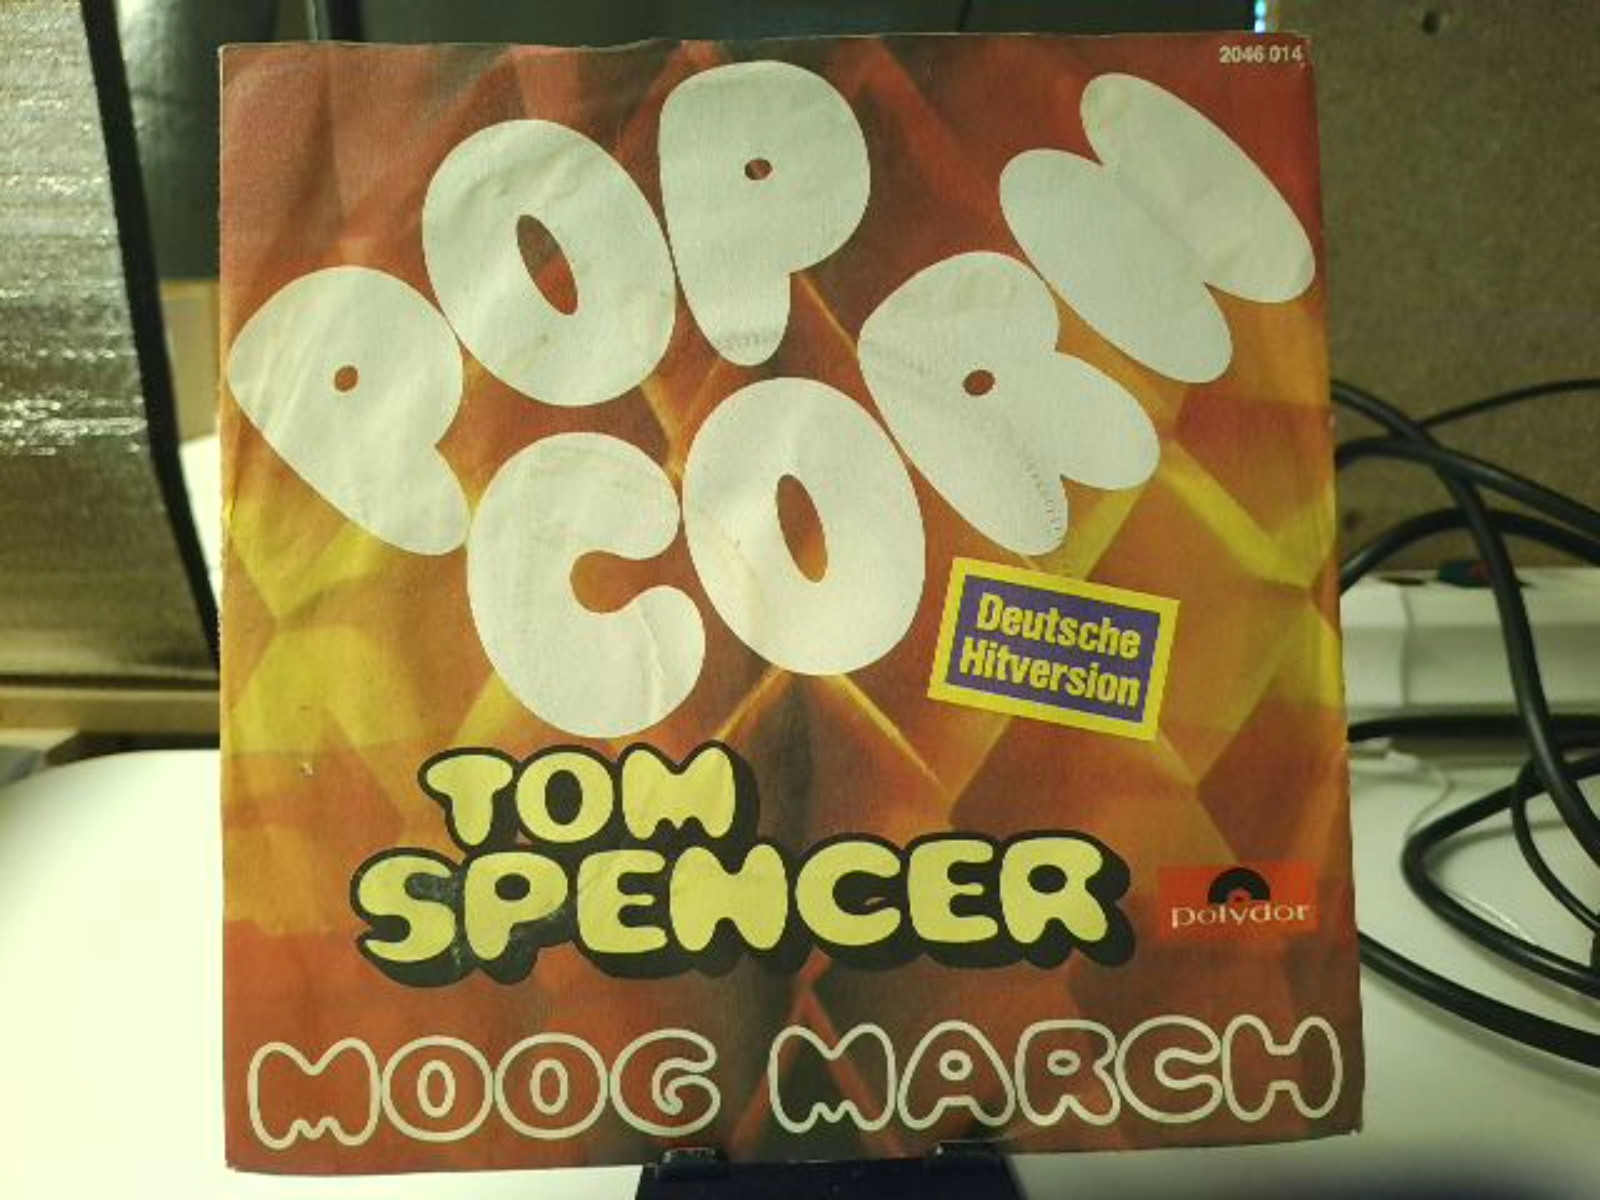 2046 014
POP
CORN
Deutsche
Hitversion
TOM
SPENCER
polydor
MOOG MARCH